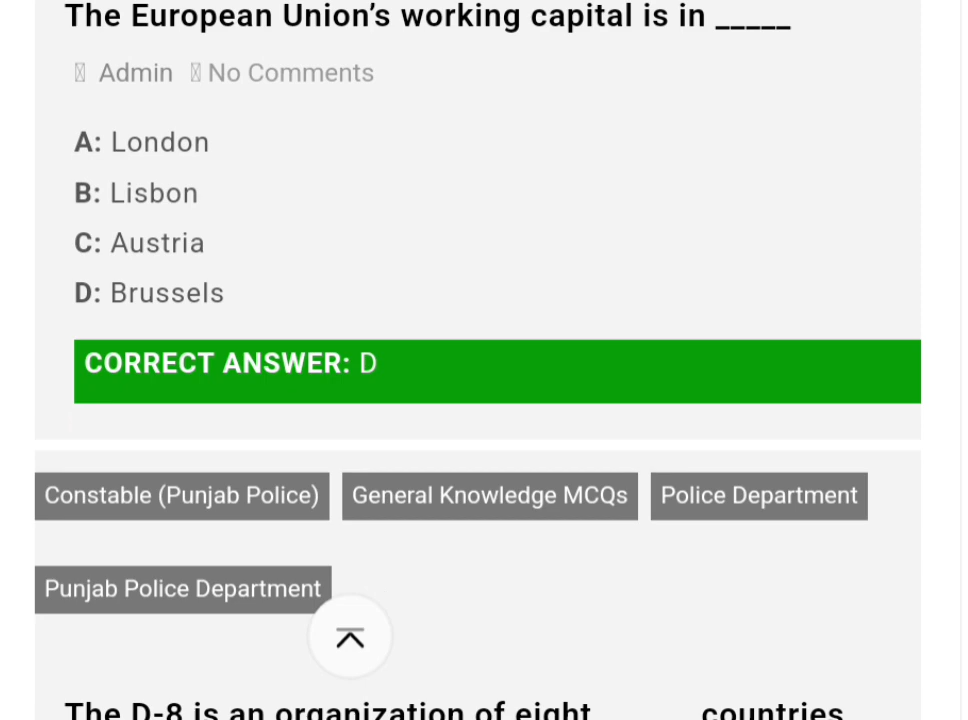 The European Union’s working capital is in _____
Admin No Comments
A: London
B: Lisbon
C: Austria
D: Brussels
CORRECT ANSWER: D
Constable (Punjab Police) General Knowledge MCQs Police Department
Punjab Police Department
The D-8 is an organization of eight ______ countries